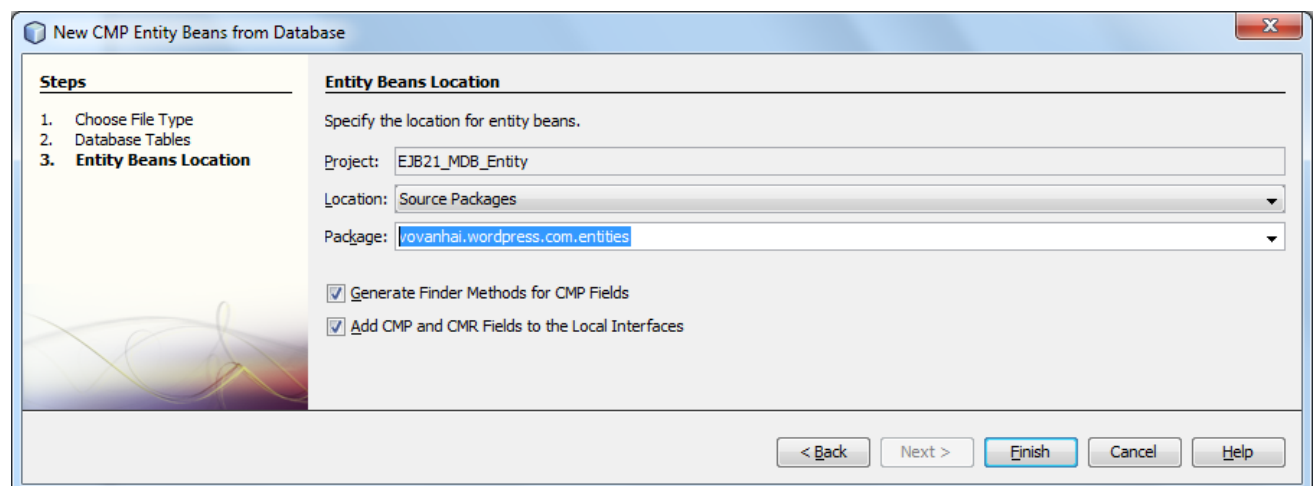 New CMP Entity Beans from Database
Steps
1. Choose File Type
2. Database Tables
3. Entity Beans Location
Entity Beans Location
Specify the location for entity beans.
Project: EJB21_MDB_Entity
Location: Source Packages
Package: vovanhai.wordpress.com.entities
Generate Finder Methods for CMP Fields
Add CMP and CMR Fields to the Local Interfaces
< Back Next > Finish Cancel Help